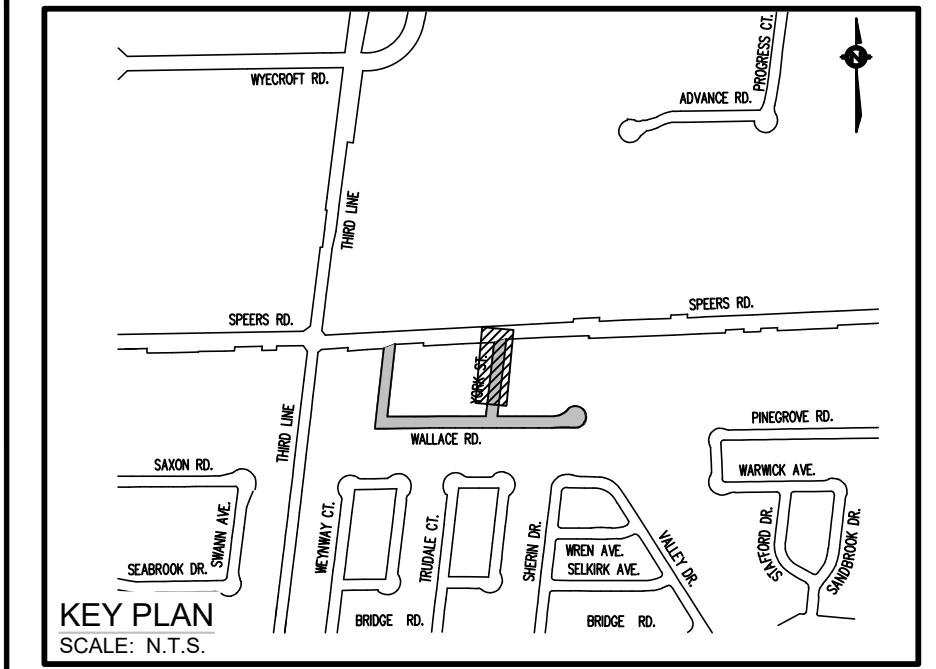 WYECROFT RD.
PROGRESS CT.
ADVANCE RD.
N
THIRD LINE
SPEERS RD.
SPEERS RD.
YORK ST.
WALLACE RD.
THIRD LINE
PINEGROVE RD.
SAXON RD.
WARWICK AVE.
SWANN AVE.
WEYNWAY CT.
TRUDALE CT.
SHERIN DR.
VALLEY DR.
STAFFORD DR.
SANDBROOK DR.
WREN AVE.
SEABROOK DR.
SELKIRK AVE.
BRIDGE RD.
BRIDGE RD.
KEY PLAN
SCALE: N.T.S.